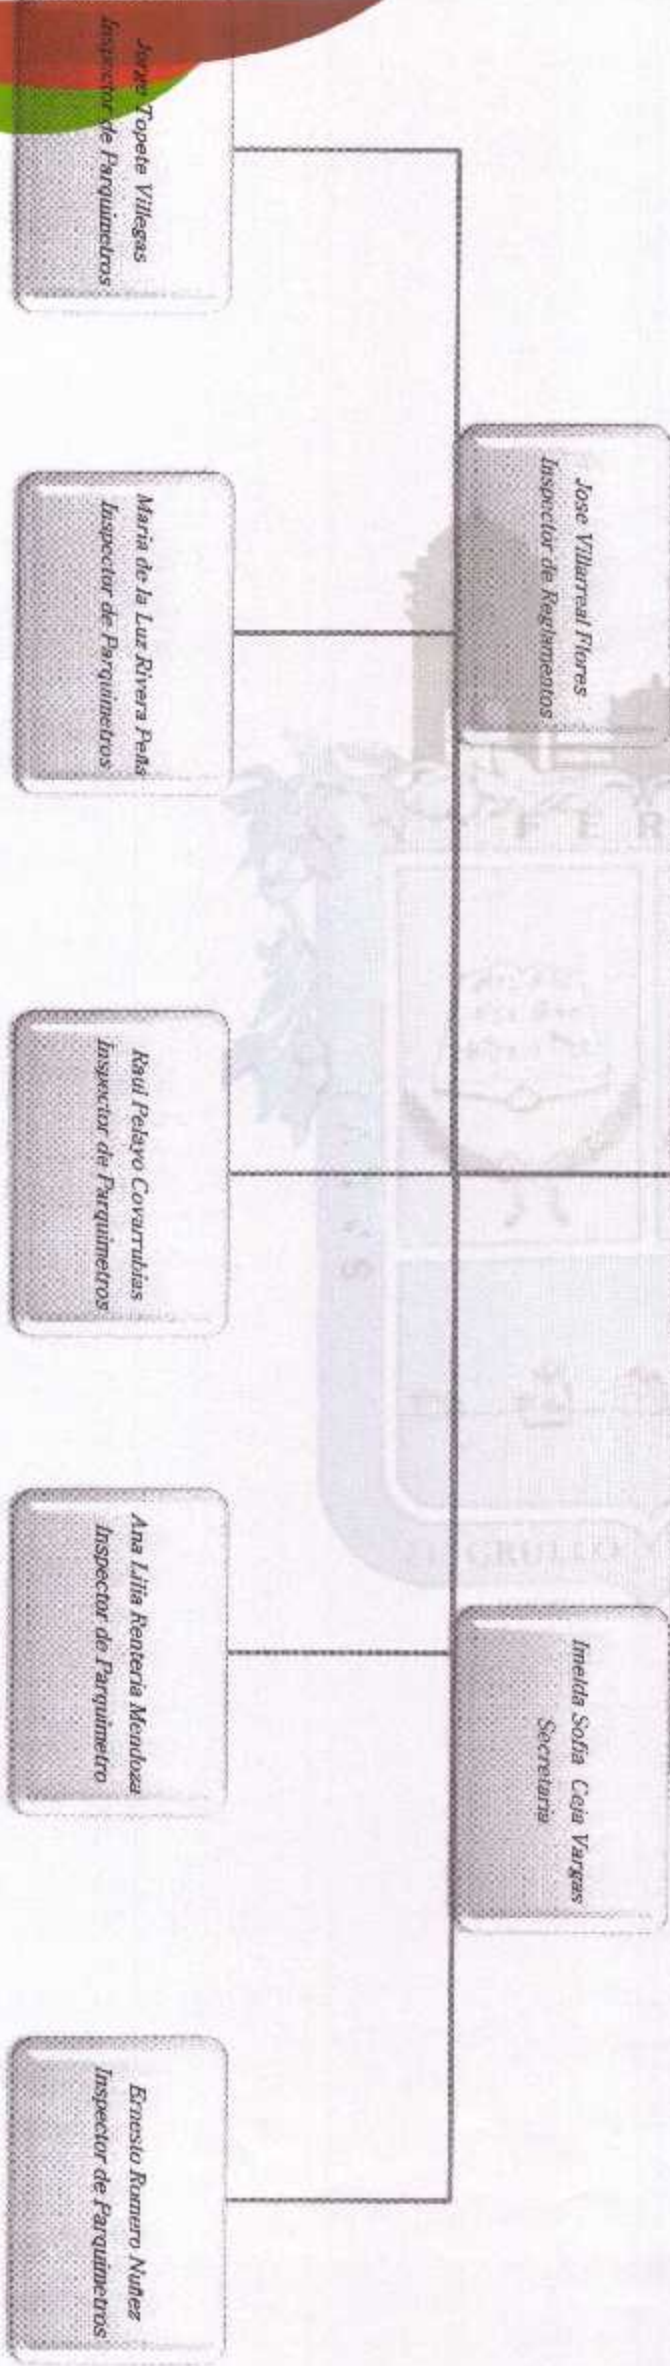 Jose Villarreal Flores
Inspector de Reglamentos
Imelda Sofia Ceja Vargas
Secretaria
Jorge Topete Villegas
Inspector de Parquimetros
Maria de la Luz Rivera Peña
Inspector de Parquimetros
Raul Pelayo Covarrubias
Inspector de Parquimetros
Ana Lilia Renteria Mendoza
Inspector de Parquimetro
Ernesto Romero Nuñez
Inspector de Parquimetros
GRULLO